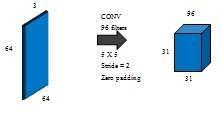 3
64
64
CONV
96 filters
5 X 5
Stride = 2
Zero padding
96
31
31